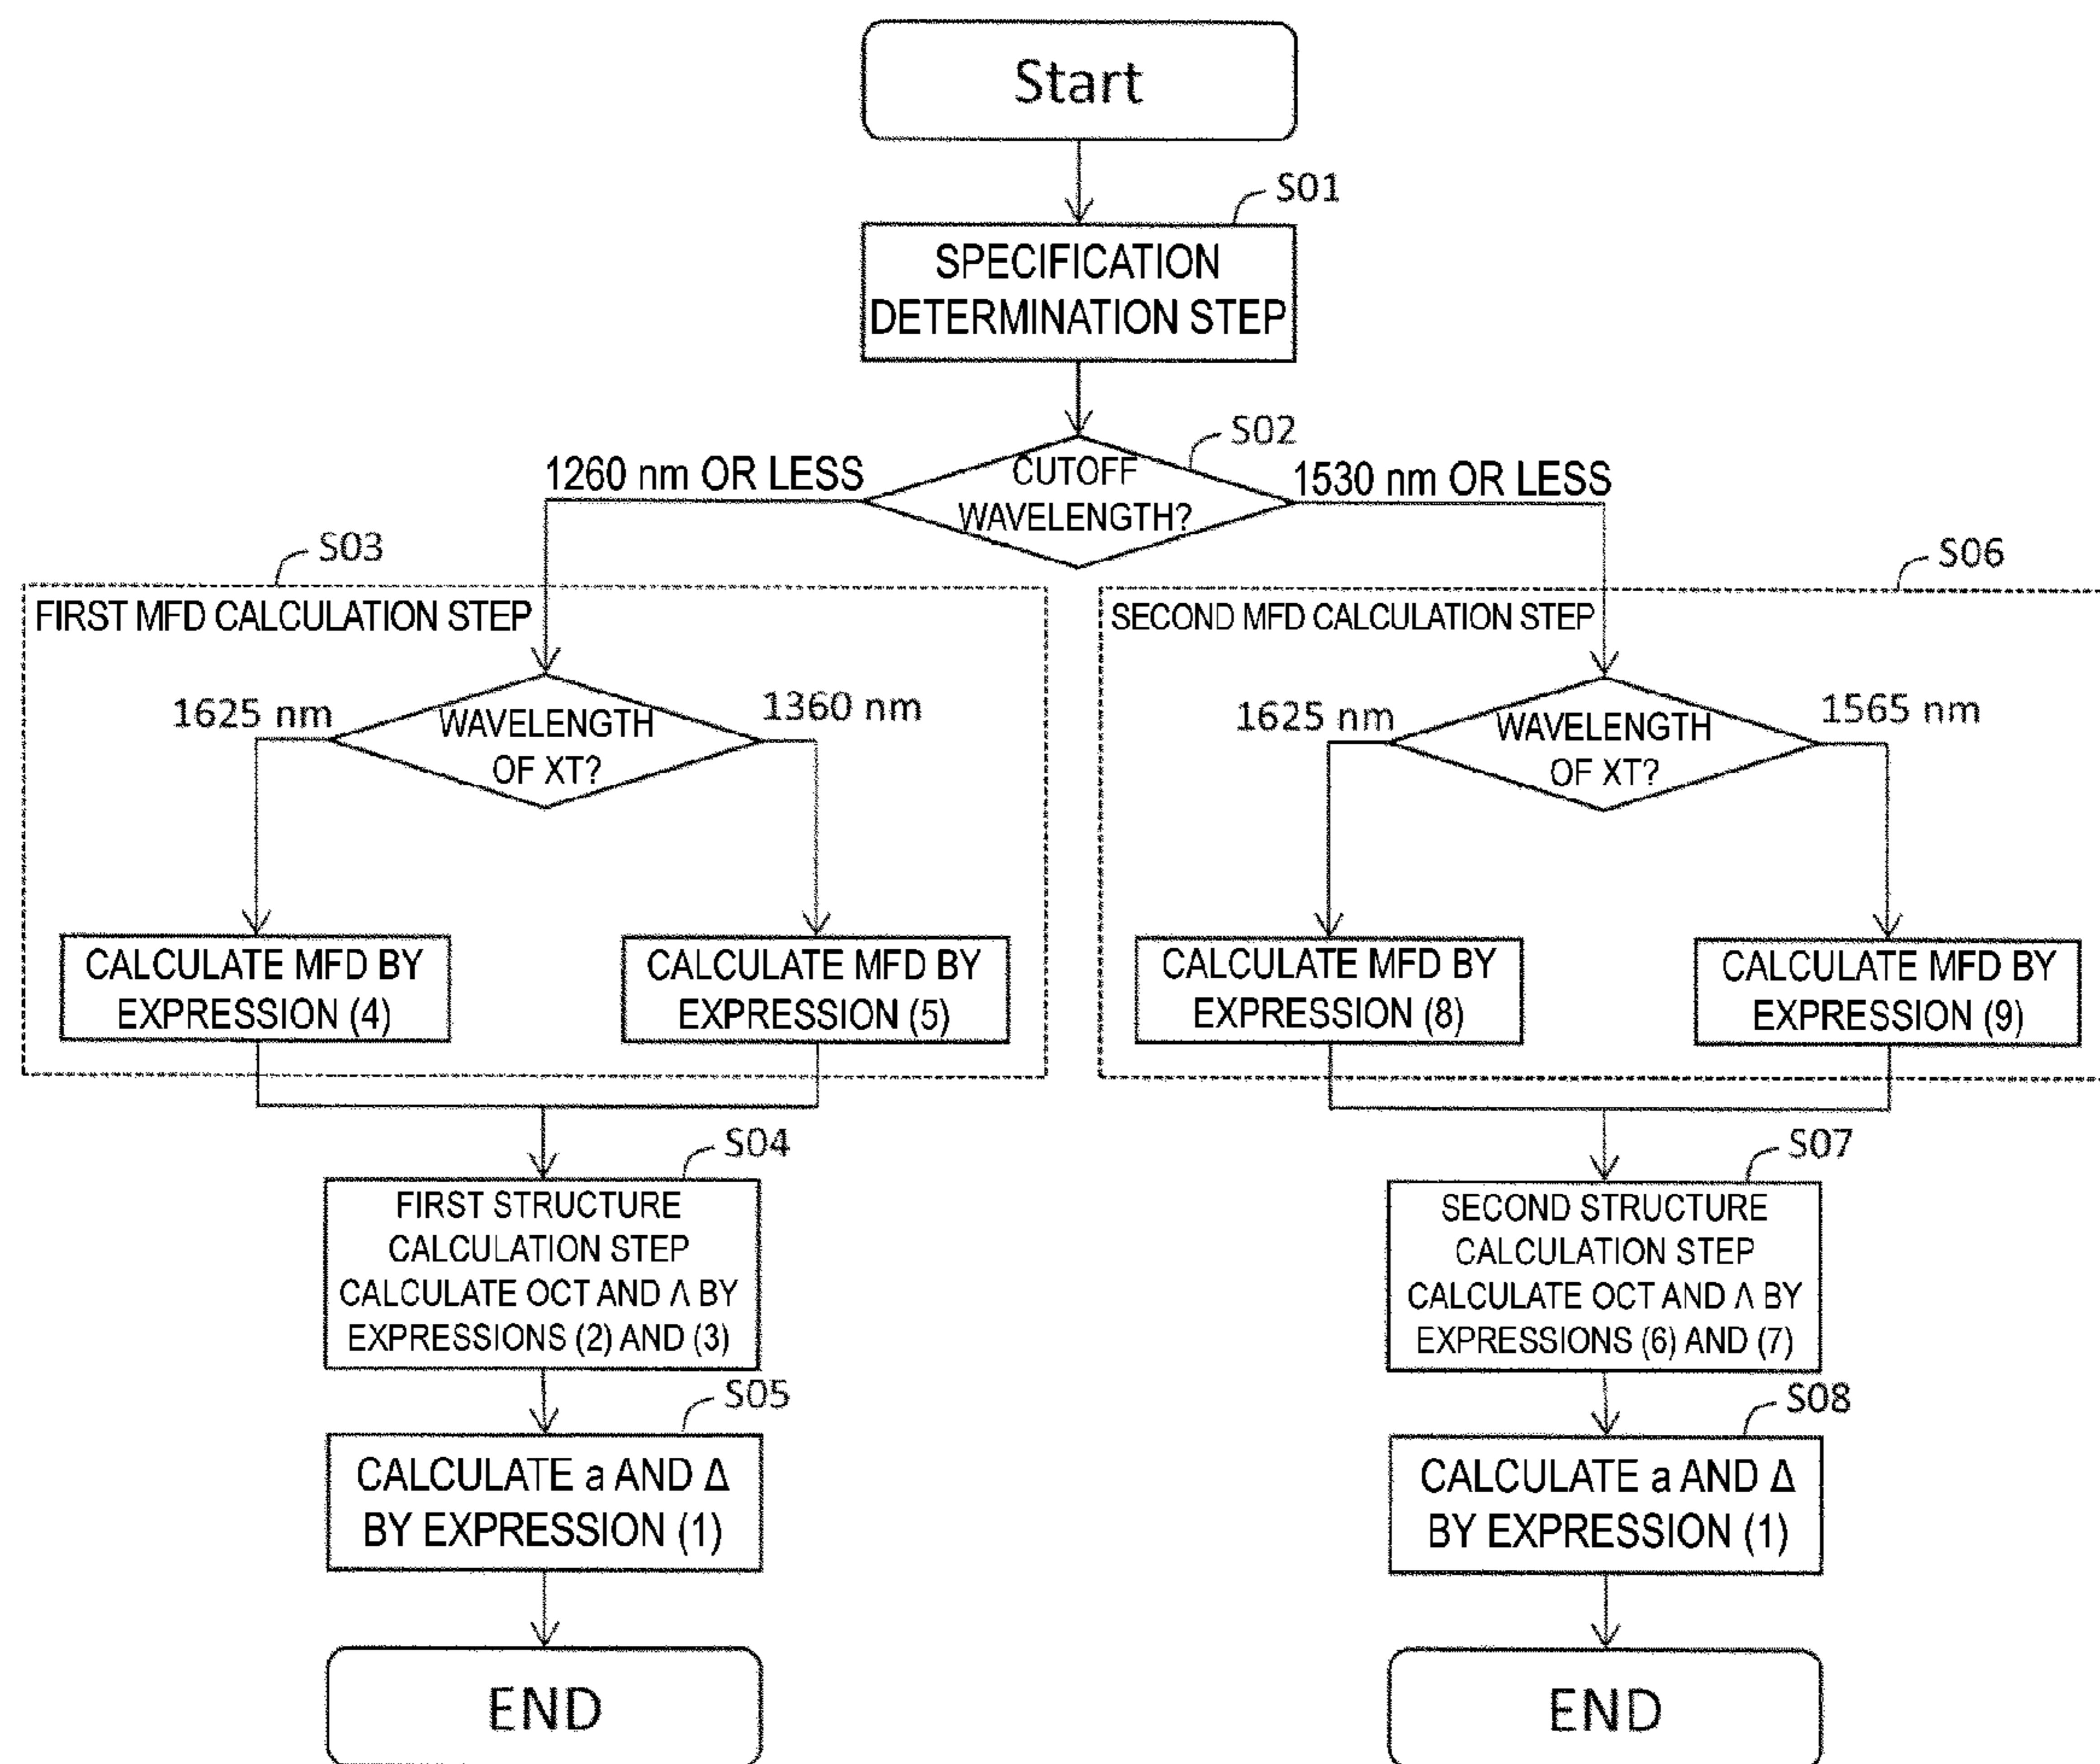 Start
S01
SPECIFICATION
DETERMINATION STEP
S02
CUTOFF
WAVELENGTH?
1260 nm OR LESS
1530 nm OR LESS
S03
FIRST MFD CALCULATION STEP
WAVELENGTH
OF XT?
1625 nm
1360 nm
CALCULATE MFD BY
EXPRESSION (4)
CALCULATE MFD BY
EXPRESSION (5)
S04
FIRST STRUCTURE
CALCULATION STEP
CALCULATE OCT AND Λ BY
EXPRESSIONS (2) AND (3)
S05
CALCULATE a AND Δ
BY EXPRESSION (1)
END
S06
SECOND MFD CALCULATION STEP
WAVELENGTH
OF XT?
1625 nm
1565 nm
CALCULATE MFD BY
EXPRESSION (8)
CALCULATE MFD BY
EXPRESSION (9)
S07
SECOND STRUCTURE
CALCULATION STEP
CALCULATE OCT AND Λ BY
EXPRESSIONS (6) AND (7)
S08
CALCULATE a AND Δ
BY EXPRESSION (1)
END